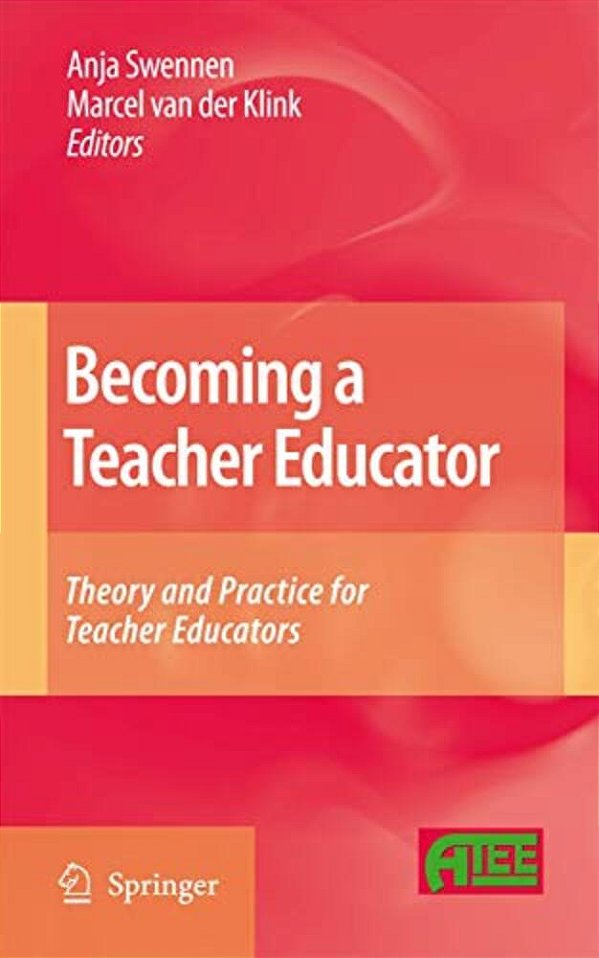 Anja Swennen
Marcel van der Klink
Editors
Becoming a
Teacher Educator
Theory and Practice for
Teacher Educators
Springer
ATEE